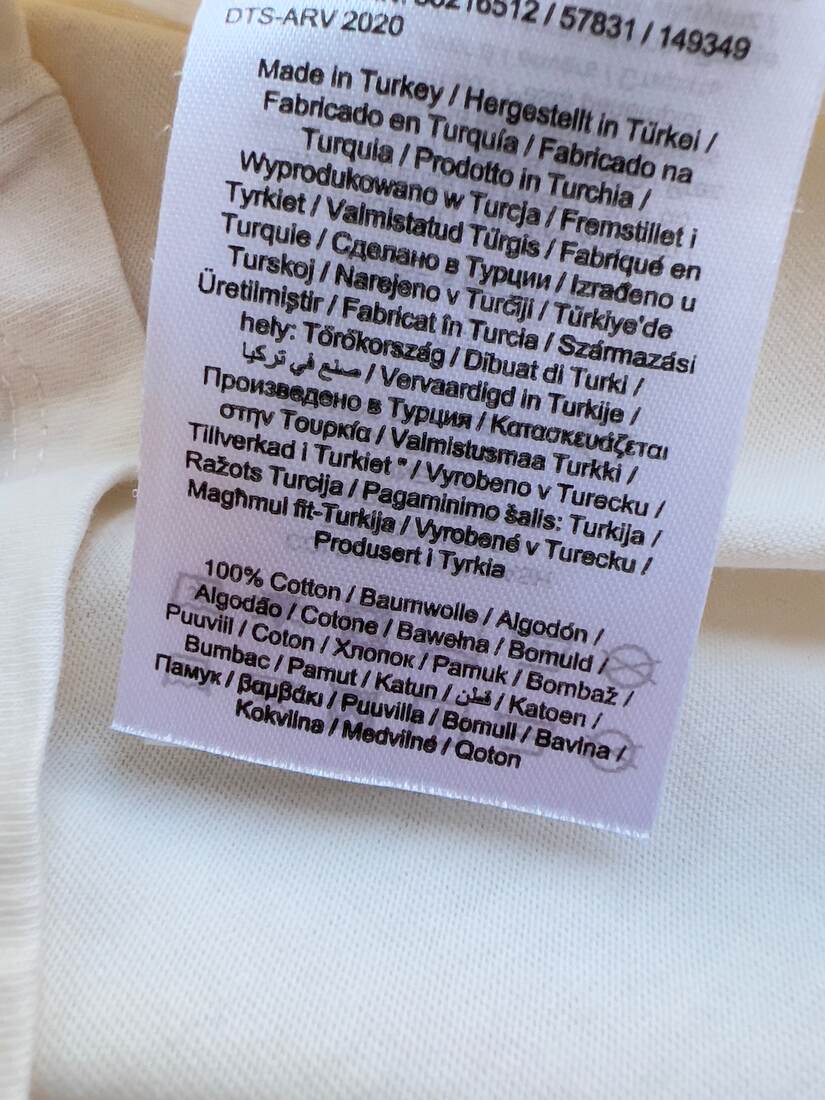 / 57831 / 149349
DTS-ARV 2020
Made in Turkey / Hergestellt in Türkei /
Fabricado en Turquía / Fabricado na
Turquia / Prodotto in Turchia /
Wyprodukowano w Turcja / Fremstillet i
Tyrkiet / Valmistatud Türgis / Fabriqué en
Turquie / Сделано в Турции / Izrađeno u
Turskoj / Narejeno v Turčiji / Türkiye'de
Üretilmiştir / Fabricat în Turcia / Származási
hely: Törökország / Dibuat di Turki /
صنع في تركيا / Vervaardigd in Turkije /
Произведено в Турция / Κατασκευάζεται
στην Τουρκία / Valmistusmaa Turkki /
Tillverkad i Turkiet " / Vyrobeno v Turecku /
Ražots Turcija / Pagaminimo šalis: Turkija /
Magħmul fit-Turkija / Vyrobené v Turecku /
Produsert i Tyrkia
100% Cotton / Baumwolle / Algodón /
Algodão / Cotone / Bawełna / Bomuld /
Puuvill / Coton / Хлопок / Pamuk / Bombaž /
Bumbac / Pamut / Katun / قطن / Katoen /
Памук / βαμβάκι / Puuvilla / Bomull / Bavlna /
Kokvilna / Medvilnė / Qoton